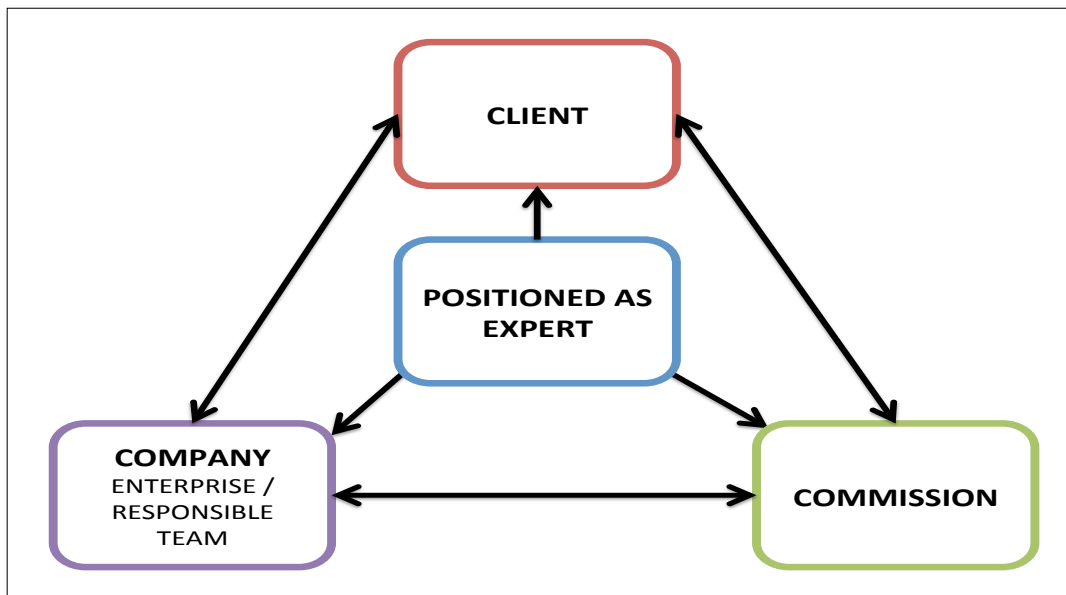 CLIENT
POSITIONED AS
EXPERT
COMPANY
ENTERPRISE /
RESPONSIBLE
TEAM
COMMISSION